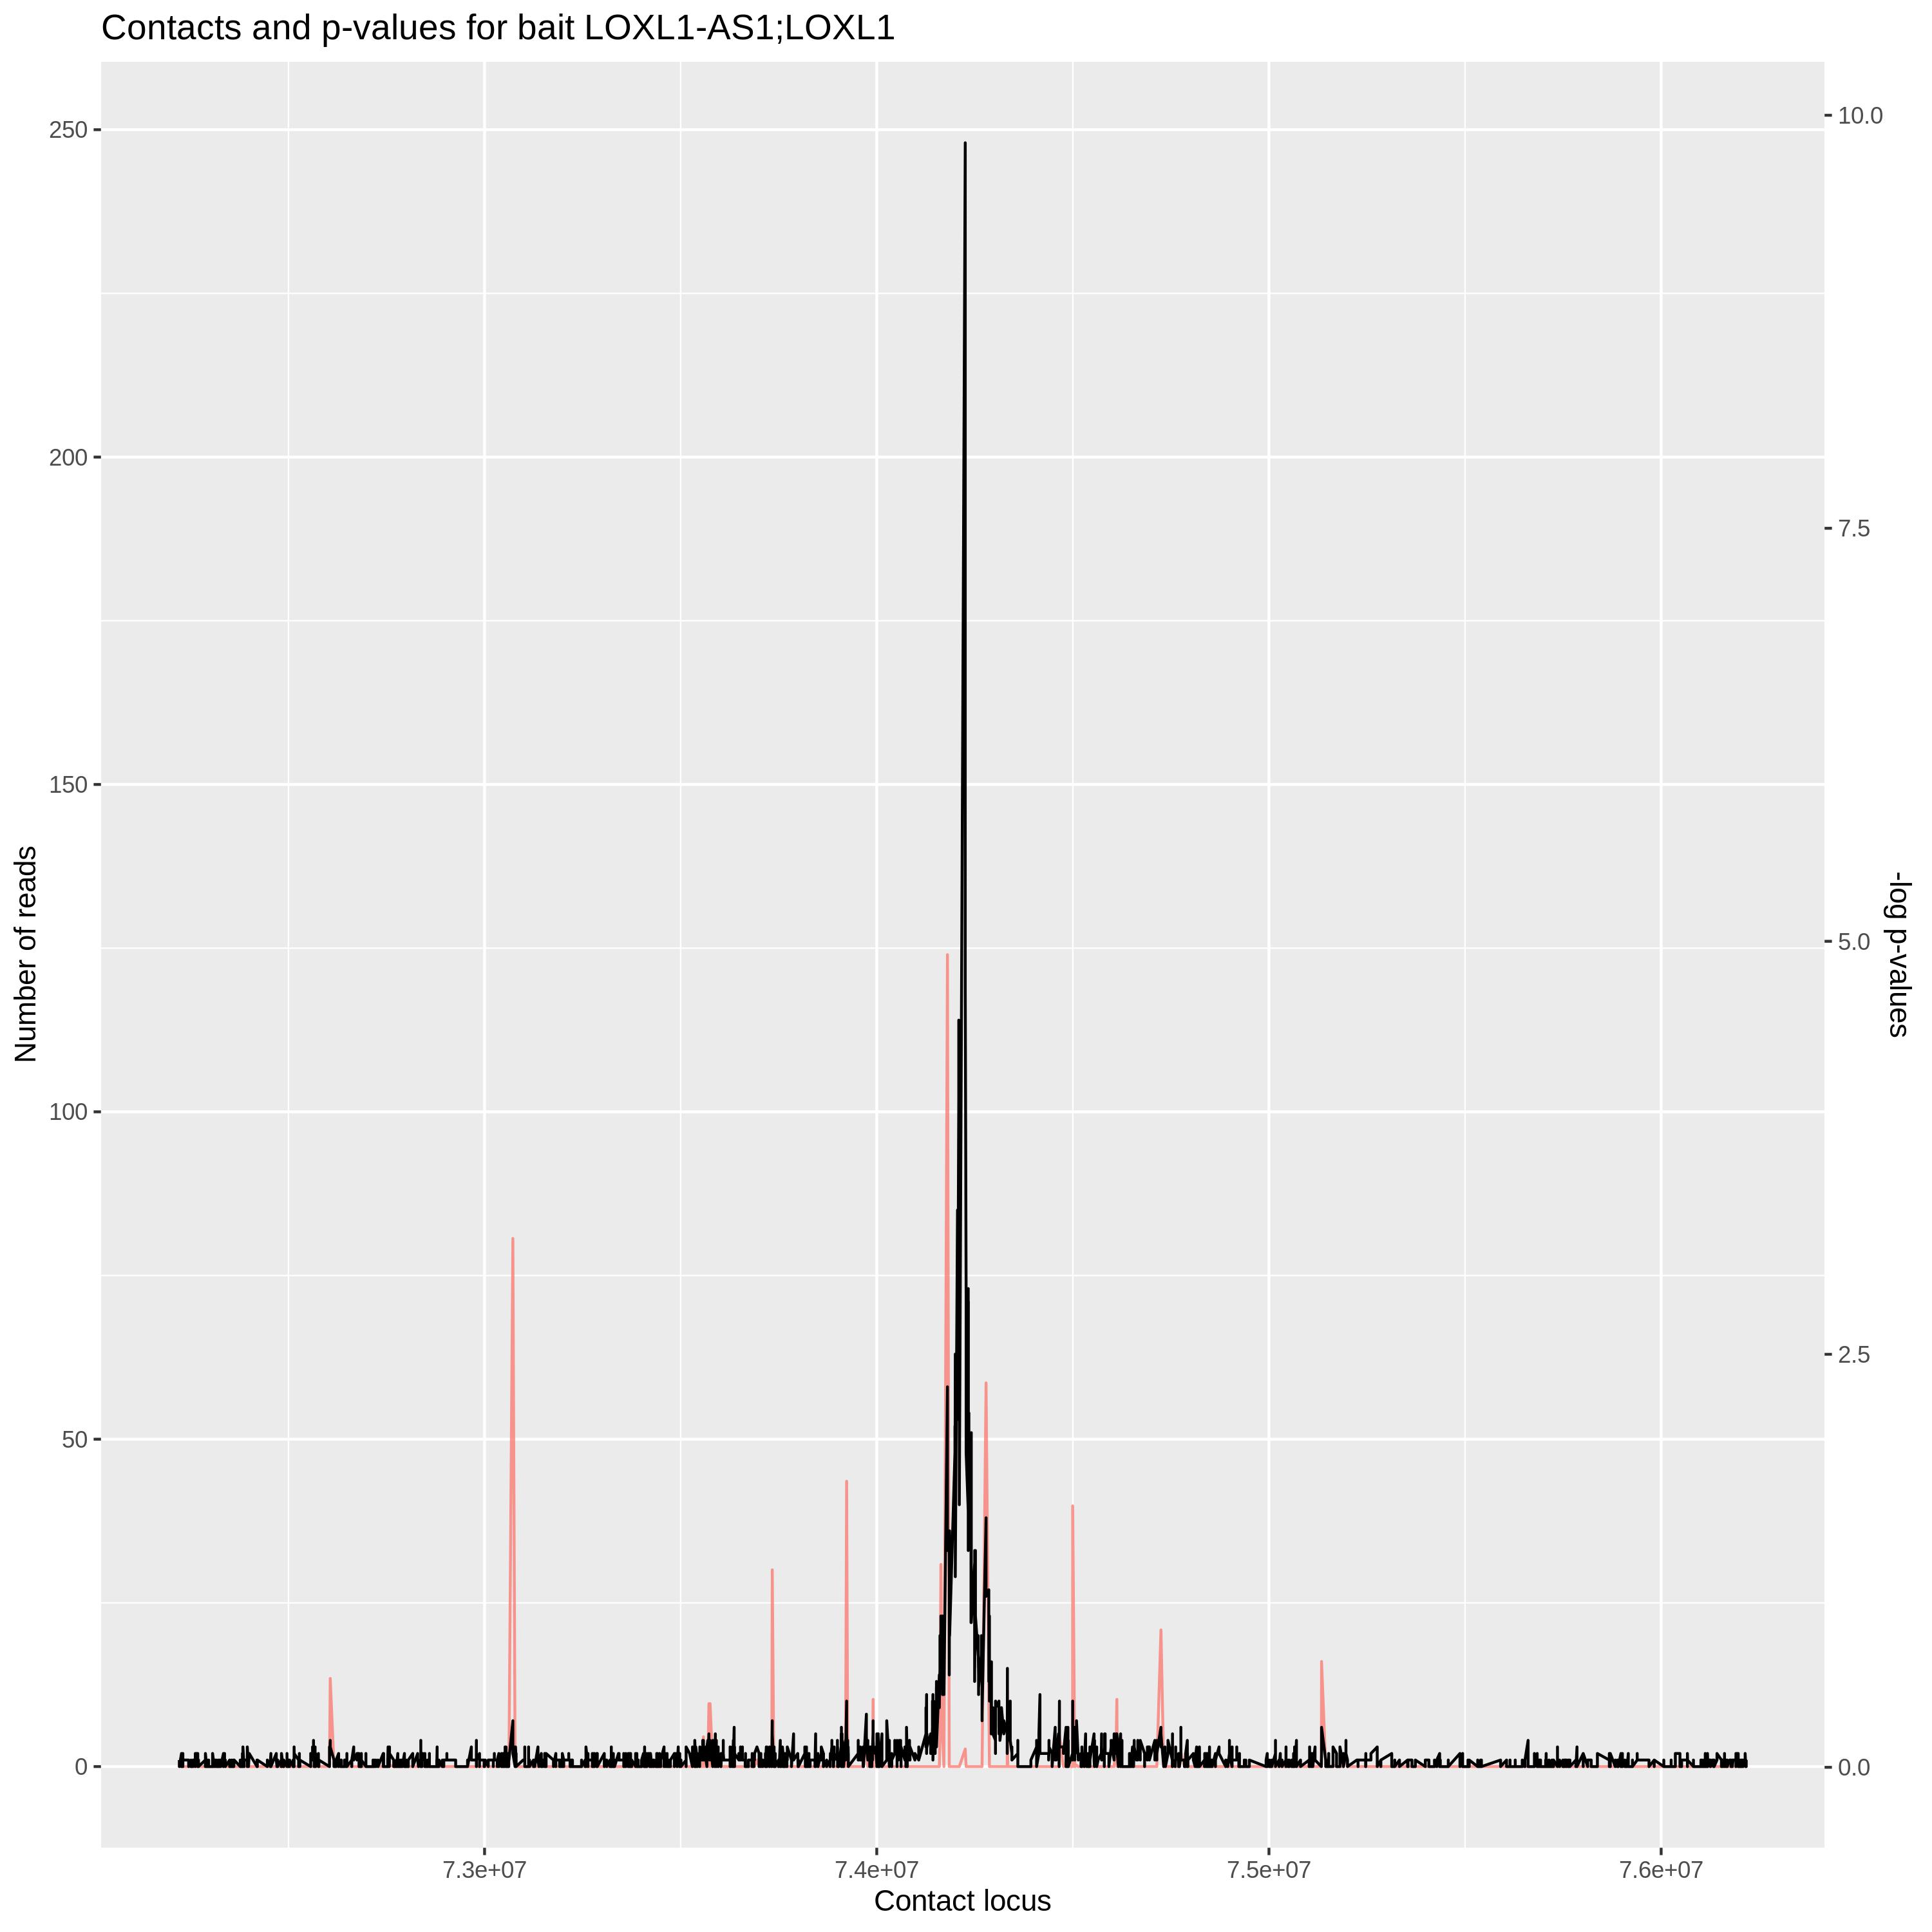 Contacts and p-values for bait LOXL1-AS1;LOXL1
250
200
150
100
50
0
Number of reads
10.0
7.5
5.0
2.5
0.0
-log p-values
7.3e+07
7.4e+07
7.5e+07
7.6e+07
Contact locus